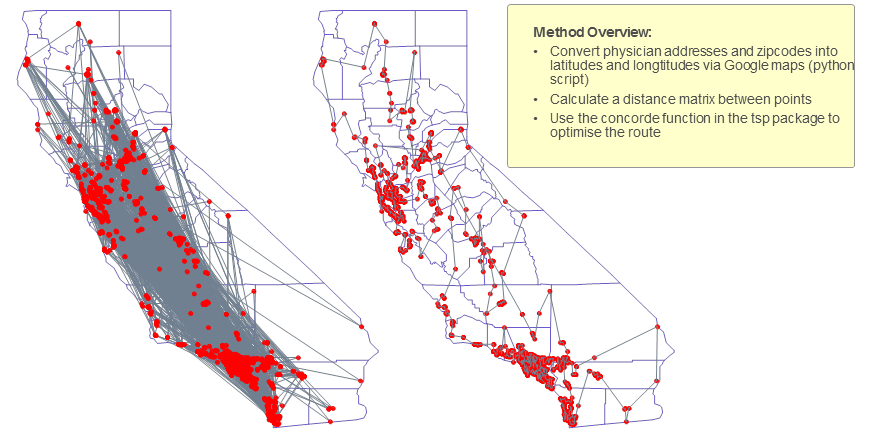 Method Overview:
• Convert physician addresses and zipcodes into
latitudes and longtitudes via Google maps (python
script)
• Calculate a distance matrix between points
• Use the concorde function in the tsp package to
optimise the route